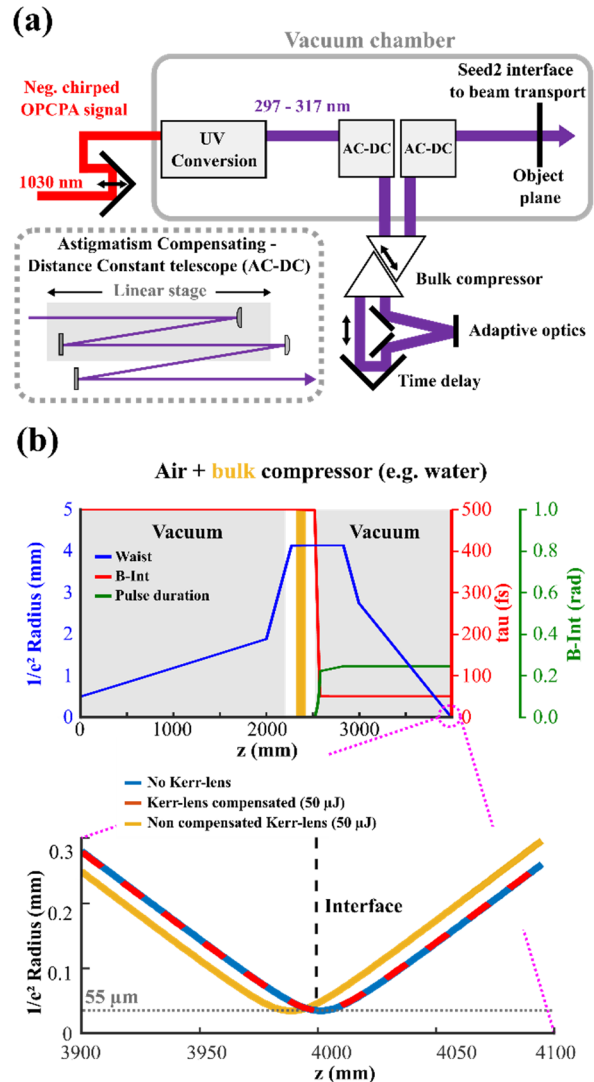 (a)
Vacuum chamber
Neg. chirped
OPCPA signal
1030 nm
UV
Conversion
297 - 317 nm
AC-DC
AC-DC
Seed2 interface
to beam transport
Object
plane
Astigmatism Compensating -
Distance Constant telescope (AC-DC)
Linear stage
Bulk compressor
Adaptive optics
Time delay
(b)
Air + bulk compressor (e.g. water)
1/c² Radius (mm)
5
4
3
2
1
0
Vacuum
Vacuum
Waist
B-Int
Pulse duration
500
400
300
200
100
0
tau (fs)
1.0
0.8
0.6
0.4
0.2
0.0
B-Int (rad)
0
1000
2000
3000
z (mm)
No Kerr-lens
Kerr-lens compensated (50 µJ)
Non compensated Kerr-lens (50 µJ)
1/c² Radius (mm)
0.3
0.2
0.1
0
Interface
55 µm
3900
3950
4000
4050
4100
z (mm)